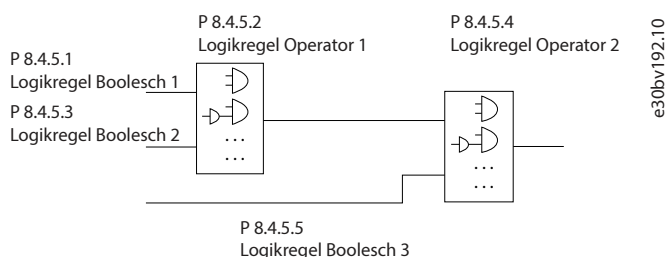 P 8.4.5.2
Logikregel Operator 1
P 8.4.5.4
Logikregel Operator 2
P 8.4.5.1
Logikregel Boolesch 1
P 8.4.5.3
Logikregel Boolesch 2
...
...
...
...
P 8.4.5.5
Logikregel Boolesch 3
e30bv192.10